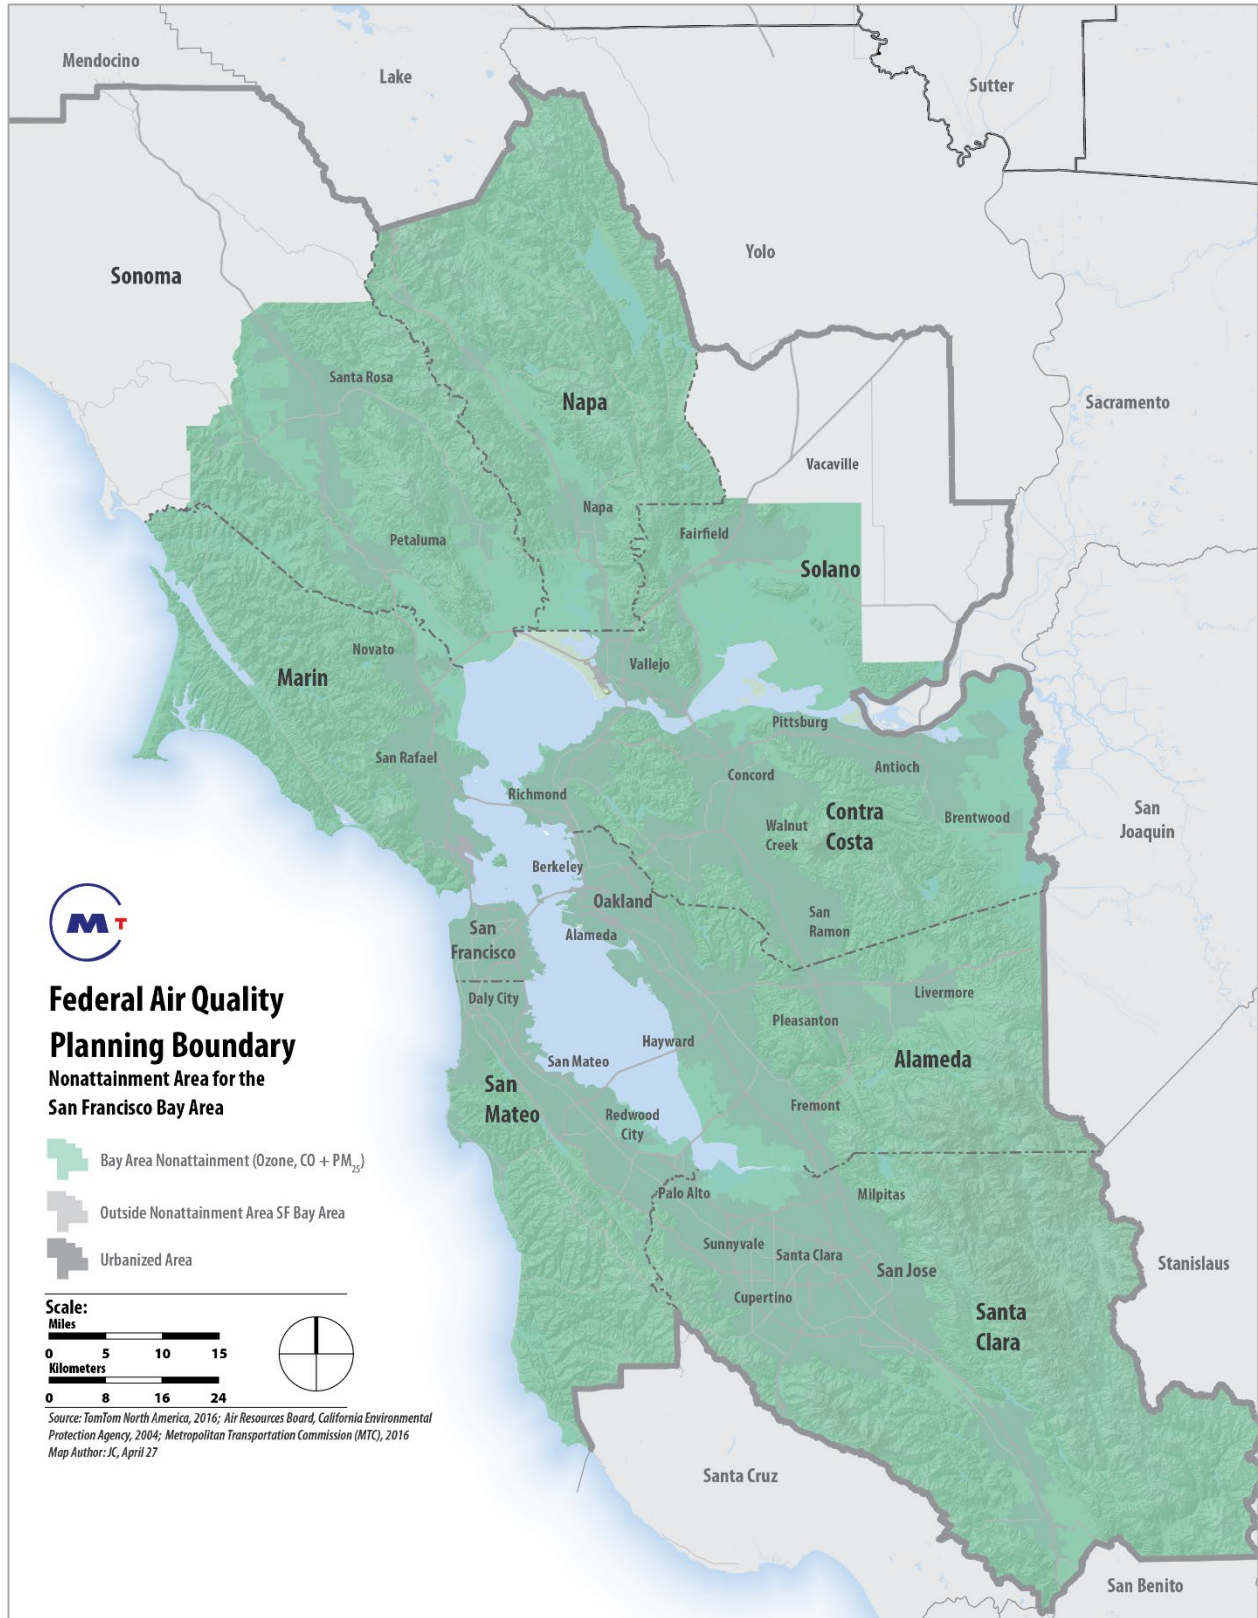 Mendocino
Lake
Sutter
Yolo
Sonoma
Santa Rosa
Napa
Sacramento
Vacaville
Napa
Fairfield
Petaluma
Solano
Novato
Vallejo
Marin
Pittsburg
San Rafael
Concord
Antioch
Richmond
Contra
Costa
Brentwood
San
Joaquin
Walnut
Creek
Berkeley
Oakland
San
Ramon
San
Francisco
Alameda
Daly City
Livermore
Pleasanton
Hayward
San Mateo
Alameda
San
Mateo
Redwood
City
Fremont
Palo Alto
Milpitas
Sunnyvale
Santa Clara
San Jose
Cupertino
Stanislaus
Santa
Clara
Santa Cruz
San Benito
M T
Federal Air Quality
Planning Boundary
Nonattainment Area for the
San Francisco Bay Area
Bay Area Nonattainment (Ozone, CO + PM25)
Outside Nonattainment Area SF Bay Area
Urbanized Area
Scale:
Miles
0 5 10 15
Kilometers
0 8 16 24
Source: TomTom North America, 2016; Air Resources Board, California Environmental
Protection Agency, 2004; Metropolitan Transportation Commission (MTC), 2016
Map Author: JC, April 27